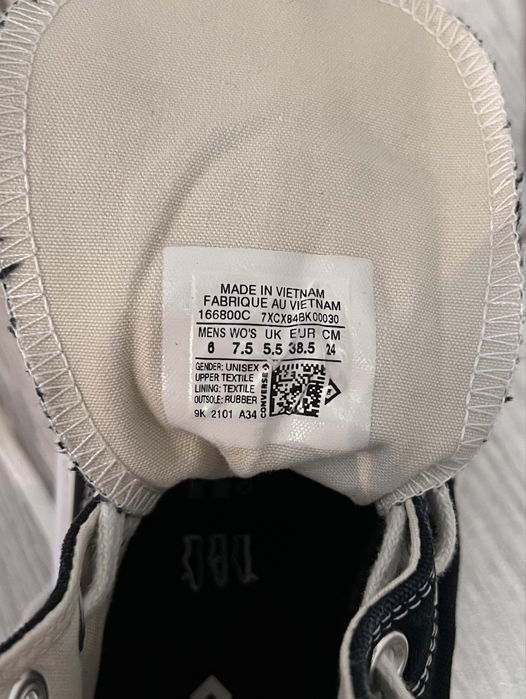 MADE IN VIETNAM
FABRIQUE AU VIETNAM
166800C 7XCX84BK00030
MENS WO'S UK EUR CM
6 7.5 5.5 38.5 24
GENDER: UNISEX
UPPER TEXTILE
LINING: TEXTILE
OUTSOLE: RUBBER
9K 2101 A34
CONVERSE